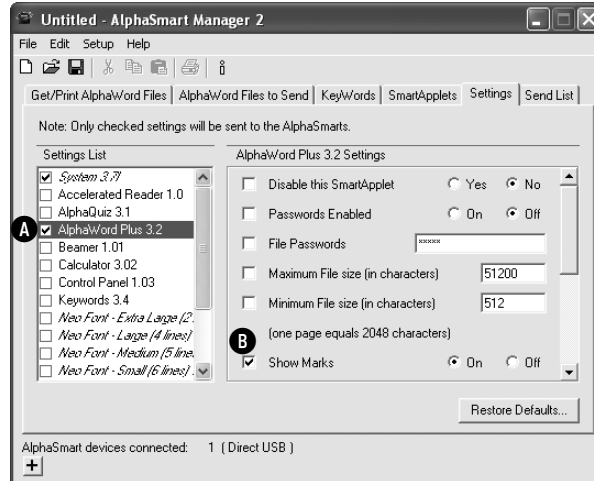 Untitled - AlphaSmart Manager 2
File Edit Setup Help
Get/Print AlphaWord Files AlphaWord Files to Send KeyWords SmartApplets Settings Send List
Note: Only checked settings will be sent to the AlphaSmarts.
Settings List
System 3.7
Accelerated Reader 1.0
AlphaQuiz 3.1
A AlphaWord Plus 3.2
Beamer 1.01
Calculator 3.02
Control Panel 1.03
Keywords 3.4
Neo Font - Extra Large (2
Neo Font - Large (4 lines)
Neo Font - Medium (5 line
Neo Font - Small (6 lines)
AlphaWord Plus 3.2 Settings
Disable this SmartApplet Yes No
Passwords Enabled On Off
File Passwords *****
Maximum File size (in characters) 51200
Minimum File size (in characters) 512
(one page equals 2048 characters)
B Show Marks On Off
Restore Defaults...
AlphaSmart devices connected: 1 ( Direct USB )